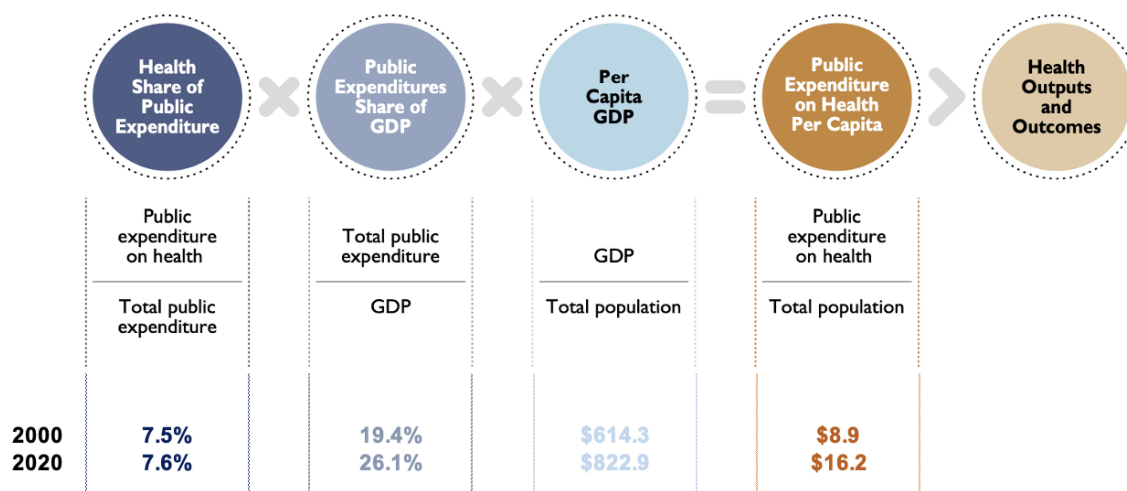 Health
Share of
Public
Expenditure
Public
Expenditures
Share of
GDP
Per
Capita
GDP
Public
Expenditure
on Health
Per Capita
Health
Outputs
and
Outcomes
Public
expenditure
on health
Total public
expenditure
Total public
expenditure
GDP
GDP
Total population
Public
expenditure
on health
Total population
2000 7.5% 19.4% $614.3 $8.9
2020 7.6% 26.1% $822.9 $16.2